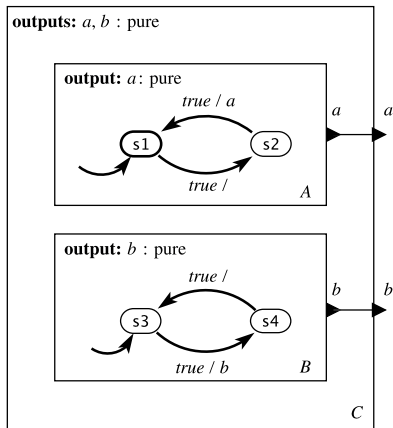 outputs: a, b : pure
output: a: pure
true / a
s1
s2
true /
A
a
a
output: b : pure
true /
s3
s4
true / b
B
b
b
C